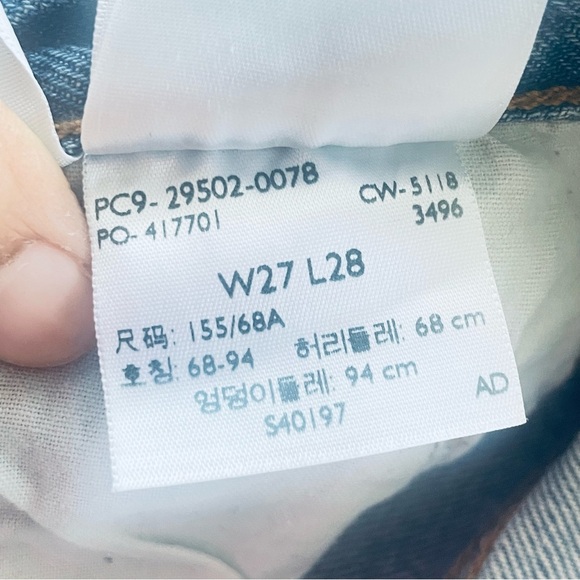 PC9-29502-0078
CW-5118
PO-417701
3496
W27 L28
尺码: 155/68A
호칭: 68-94
허리둘레: 68 cm
엉덩이둘레: 94 cm
S40197
AD